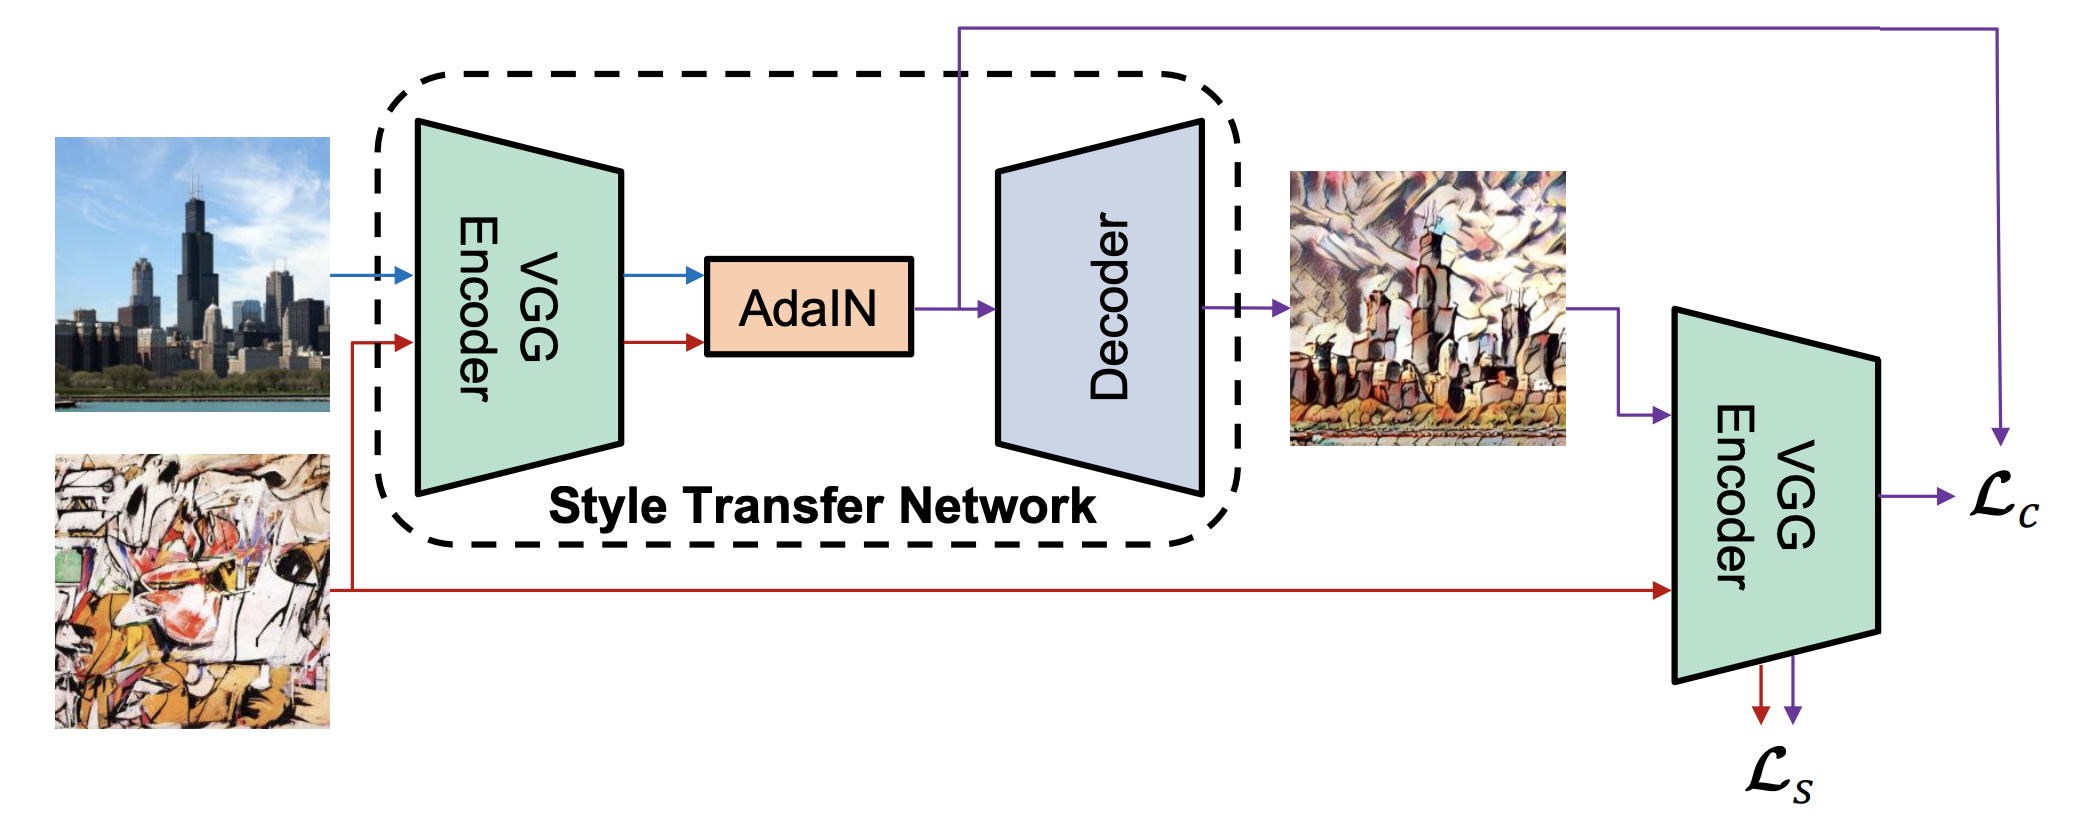 VGG
Encoder
AdaIN
Decoder
Style Transfer Network
VGG
Encoder
ℒc
ℒs